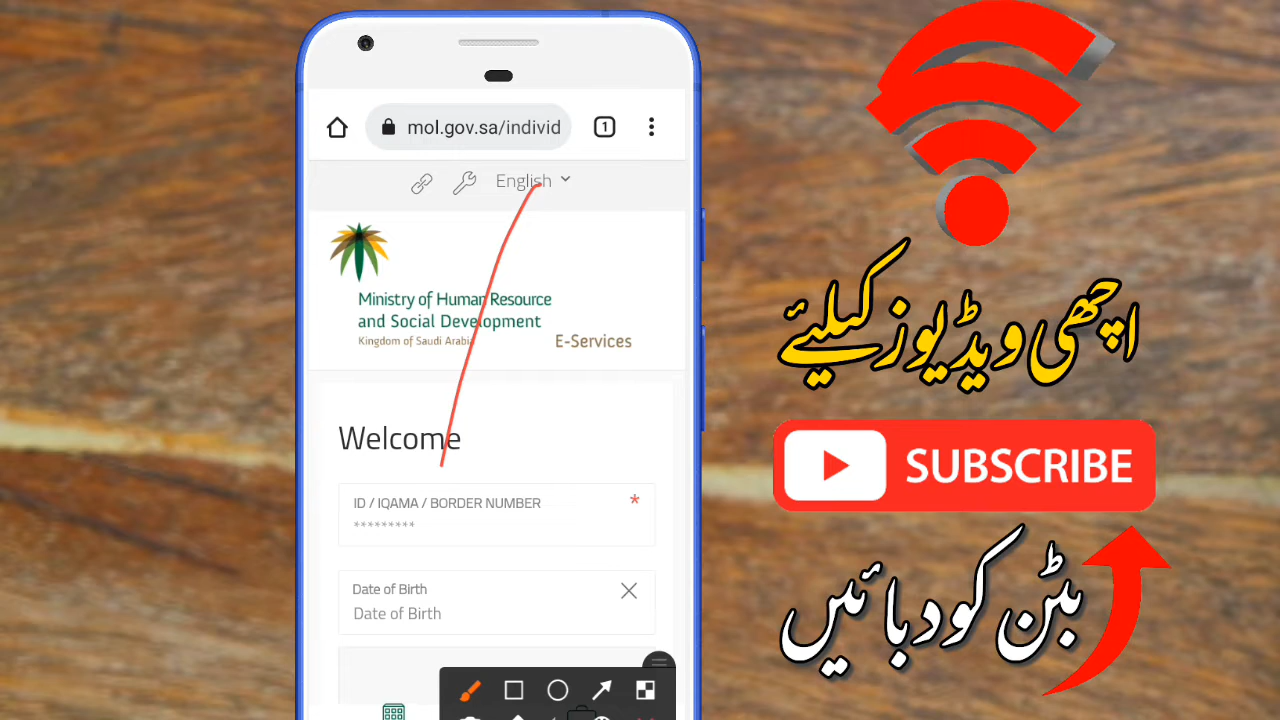 mol.gov.sa/individ
1
English
Ministry of Human Resource
and Social Development
Kingdom of Saudi Arabia
E-Services
Welcome
ID / IQAMA / BORDER NUMBER
*
*********
Date of Birth
Date of Birth
اچھی ویڈیوز کیلئے
SUBSCRIBE
بٹن کو دبائیں